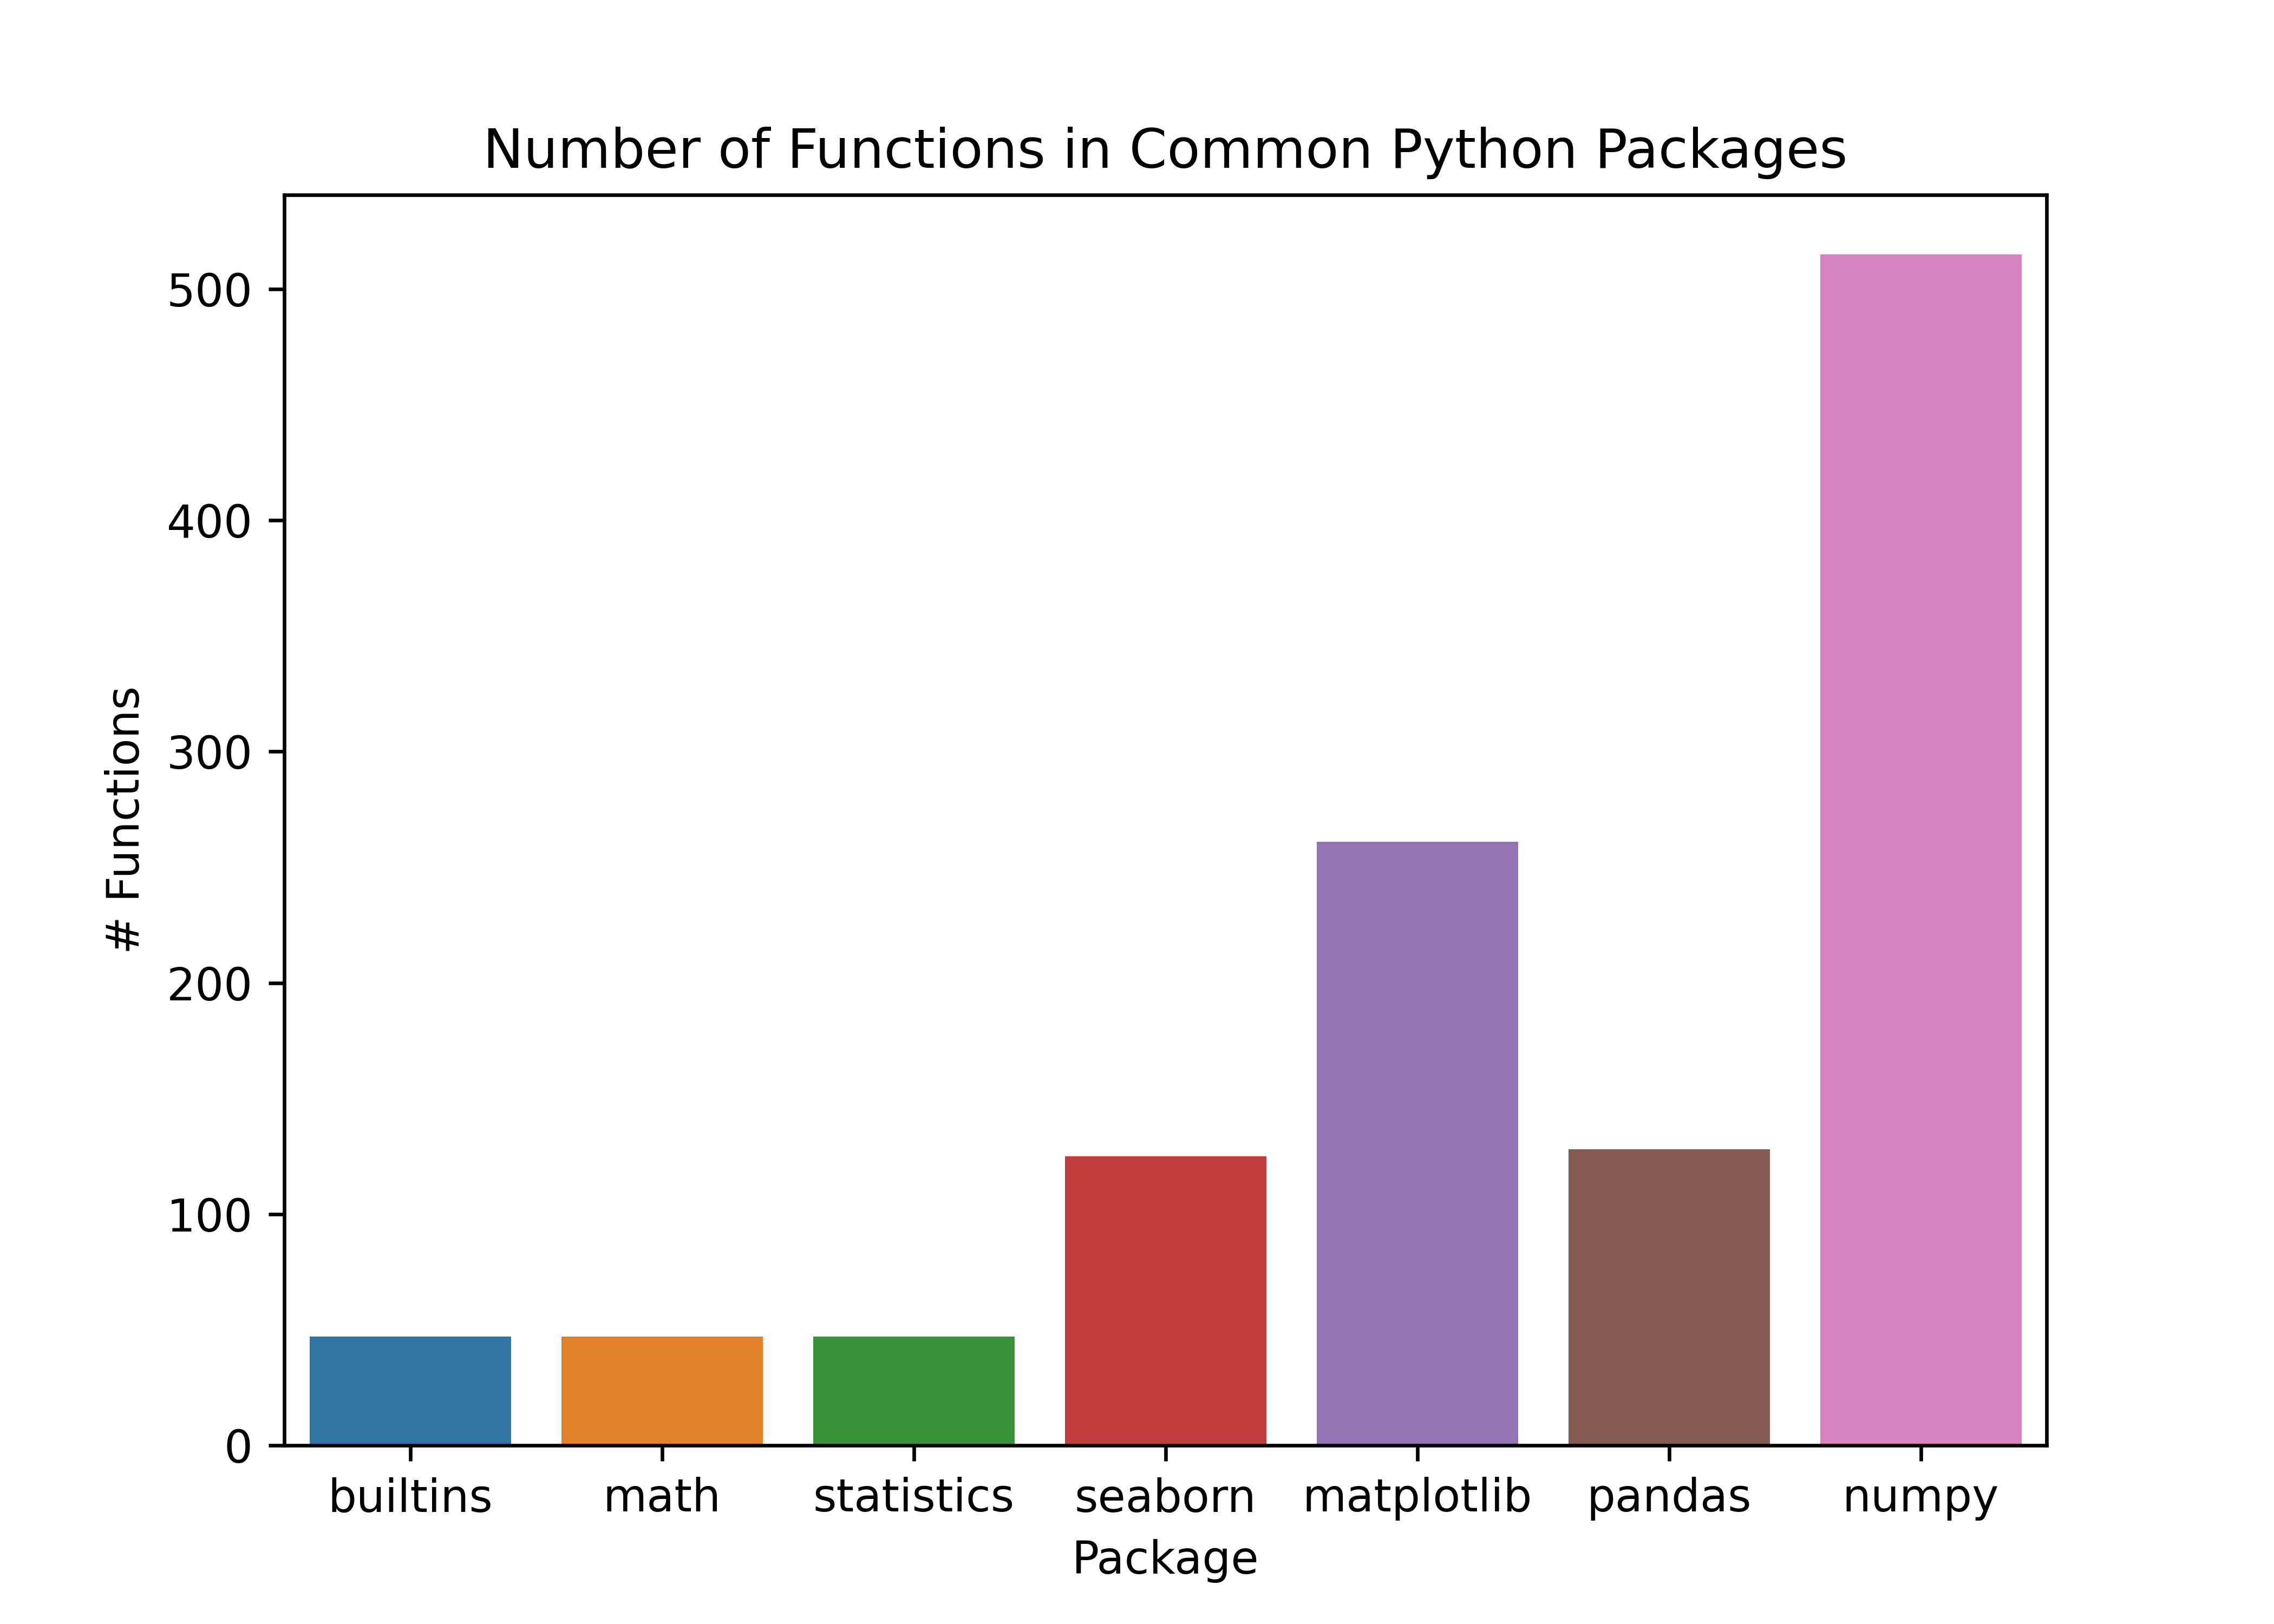 Number of Functions in Common Python Packages
# Functions
500
400
300
200
100
0
builtins math statistics seaborn matplotlib pandas numpy
Package